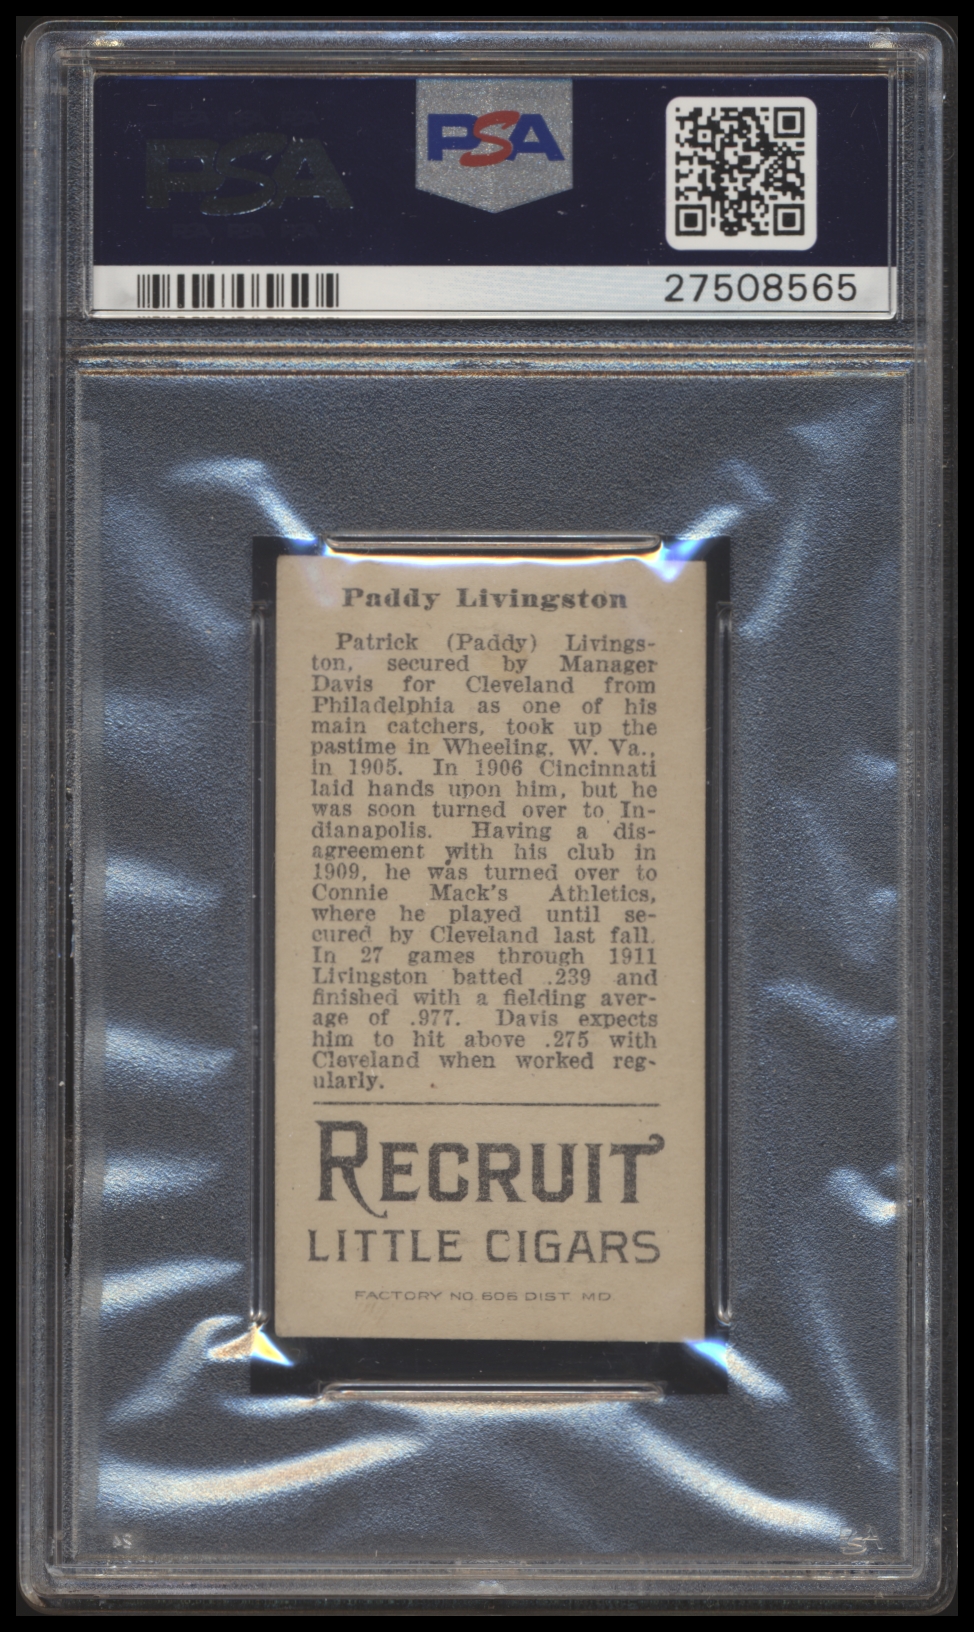 PSA
PSA
27508565
Paddy Livingston
Patrick (Paddy) Livings-
ton, secured by Manager
Davis for Cleveland from
Philadelphia as one of his
main catchers, took up the
pastime in Wheeling, W. Va.,
in 1905. In 1906 Cincinnati
laid hands upon him, but he
was soon turned over to In-
dianapolis. Having a dis-
agreement with his club in
1909, he was turned over to
Connie Mack's Athletics,
where he played until se-
cured by Cleveland last fall.
In 27 games through 1911
Livingston batted .239 and
finished with a fielding aver-
age of .977. Davis expects
him to hit above .275 with
Cleveland when worked reg-
ularly.
RECRUIT
LITTLE CIGARS
FACTORY NO. 606 DIST. MD.
PSA